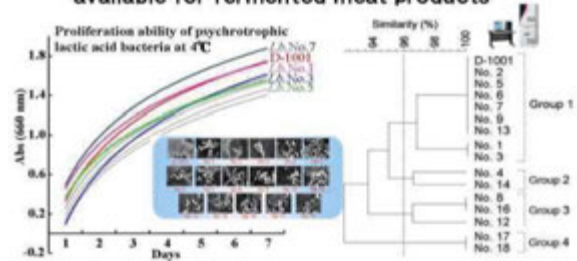 available for fermented meat products
Proliferation ability of psychrotrophic
lactic acid bacteria at 4℃
Abs (660 nm)
1.8
1.4
1.0
0.6
0.2
-0.2
1 2 3 4 5 6 7
Days
LA No.7
D-1001
Similarity (%)
94 96 98 100
D-1001
No. 2
No. 5
No. 6
No. 7
No. 9
No. 13
No. 1
No. 3
No. 4
No. 14
No. 8
No. 16
No. 12
No. 17
No. 18
Group 1
Group 2
Group 3
Group 4